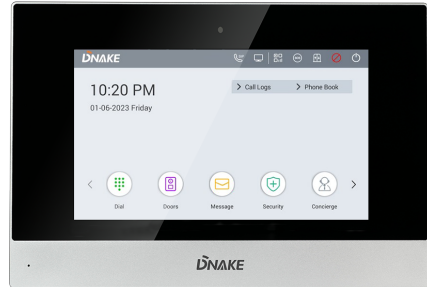 DNAKE
10:20 PM
> Call Logs > Phone Book
01-06-2023 Friday
Dial Doors Message Security Concierge
DNAKE